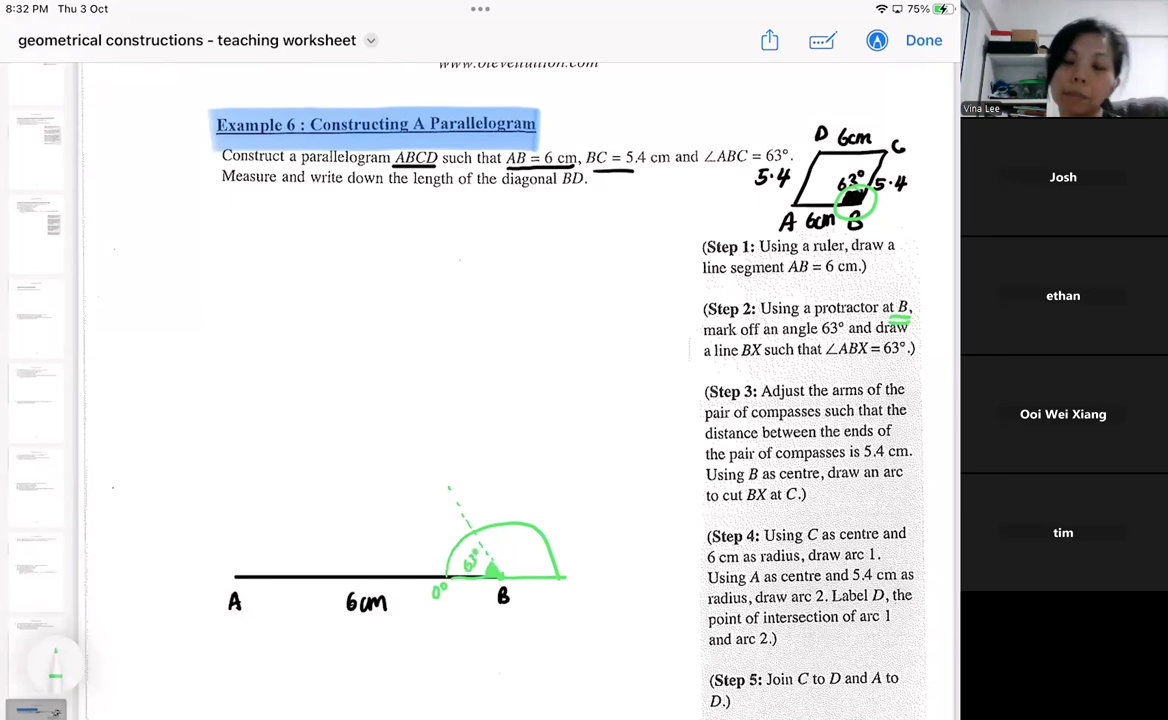 8:32 PM Thu 3 Oct
75%
geometrical constructions - teaching worksheet
Done
www.oleveltuition.com
Example 6 : Constructing A Parallelogram
Construct a parallelogram ABCD such that AB = 6 cm, BC = 5.4 cm and ∠ABC = 63°.
Measure and write down the length of the diagonal BD.
D 6cm C
5.4 63° 5.4
A 6cm B
(Step 1: Using a ruler, draw a
line segment AB = 6 cm.)
(Step 2: Using a protractor at B,
mark off an angle 63° and draw
a line BX such that ∠ABX = 63°.)
(Step 3: Adjust the arms of the
pair of compasses such that the
distance between the ends of
the pair of compasses is 5.4 cm.
Using B as centre, draw an arc
to cut BX at C.)
(Step 4: Using C as centre and
6 cm as radius, draw arc 1.
Using A as centre and 5.4 cm as
radius, draw arc 2. Label D, the
point of intersection of arc 1
and arc 2.)
(Step 5: Join C to D and A to
D.)
63°
0°
A 6cm B
Vina Lee
Josh
ethan
Ooi Wei Xiang
tim